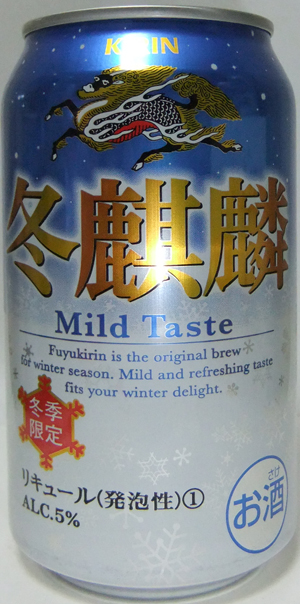 KIRIN
冬麒麟
Mild Taste
Fuyukirin is the original brew
for winter season. Mild and refreshing taste
fits your winter delight.
冬季
限定
リキュール(発泡性)①
ALC.5%
さけ
お酒